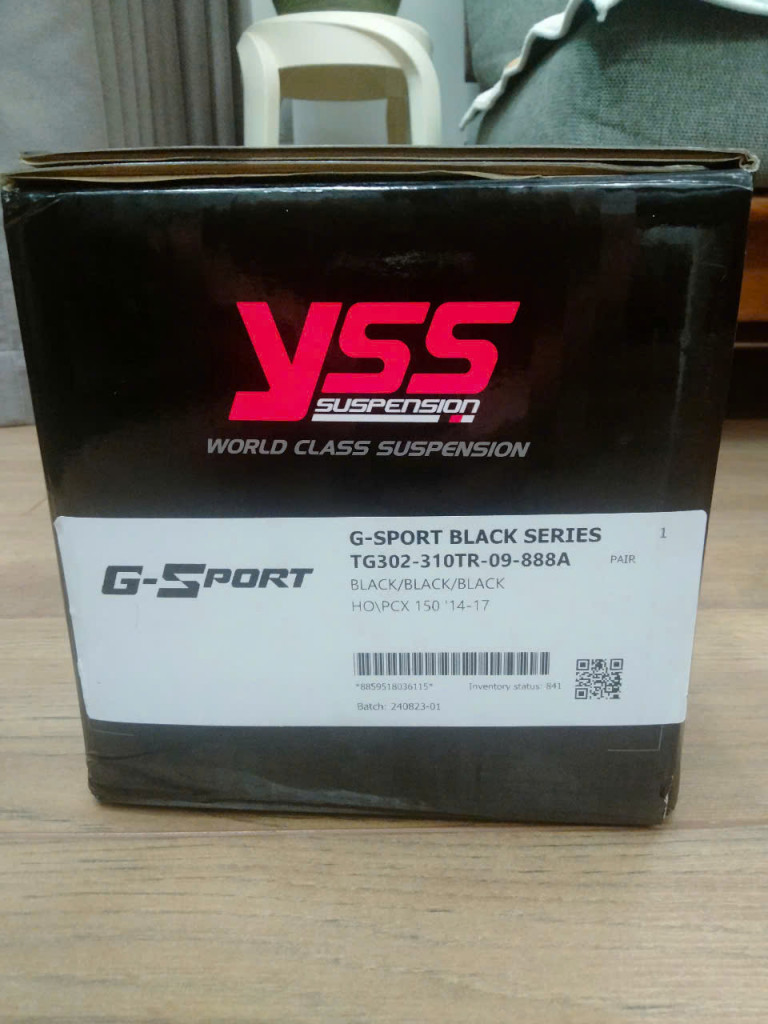 YSS
SUSPENSION
WORLD CLASS SUSPENSION
G-SPORT
G-SPORT BLACK SERIES 1
TG302-310TR-09-888A PAIR
BLACK/BLACK/BLACK
HO\PCX 150 '14-17
*8859518036115* Inventory status: B41
Batch: 240823-01